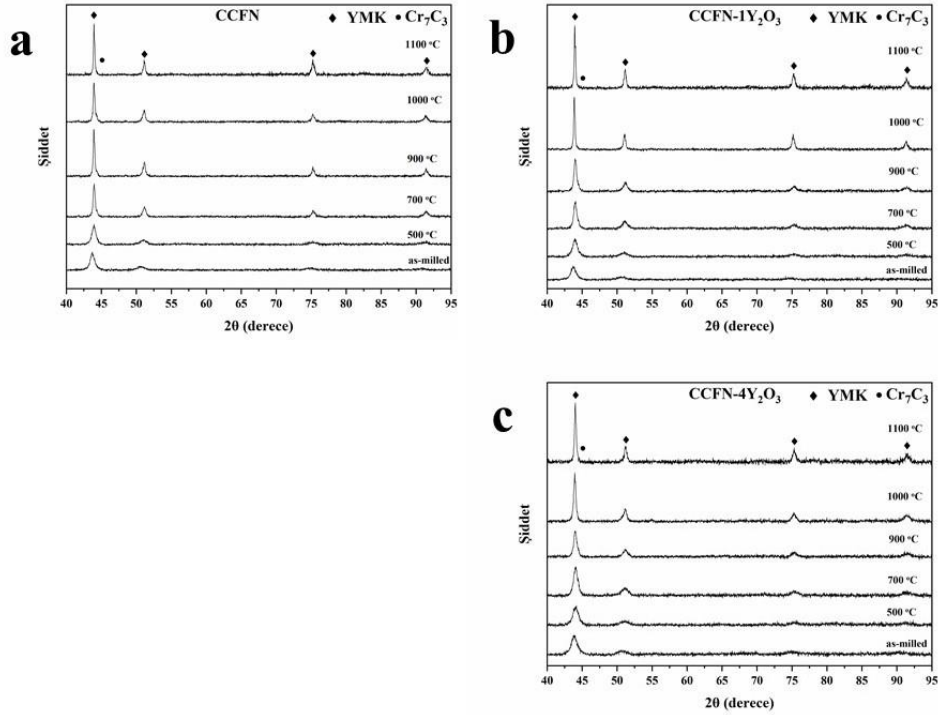 a
CCFN
♦ YMK • Cr₇C₃
1100 °C
1000 °C
900 °C
700 °C
500 °C
as-milled
Şiddet
40 45 50 55 60 65 70 75 80 85 90 95
2θ (derece)
b
CCFN-1Y₂O₃
♦ YMK • Cr₇C₃
1100 °C
1000 °C
900 °C
700 °C
500 °C
as-milled
Şiddet
40 45 50 55 60 65 70 75 80 85 90 95
2θ (derece)
c
CCFN-4Y₂O₃
♦ YMK • Cr₇C₃
1100 °C
1000 °C
900 °C
700 °C
500 °C
as-milled
Şiddet
40 45 50 55 60 65 70 75 80 85 90 95
2θ (derece)